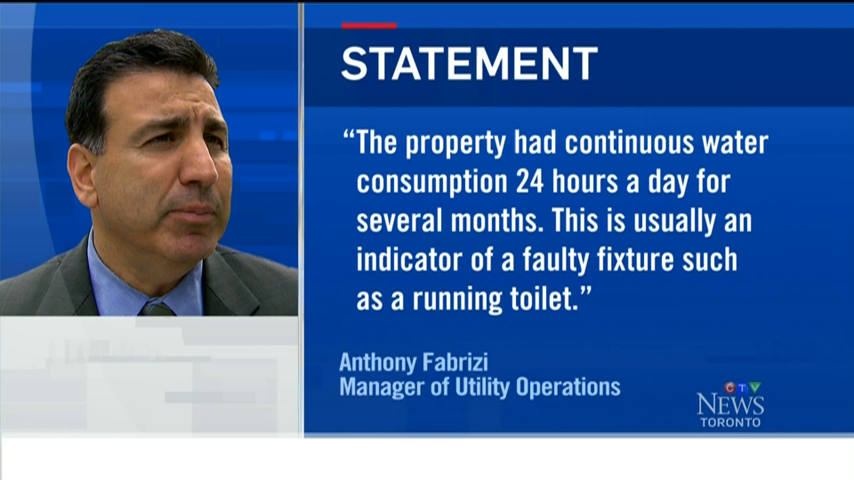 STATEMENT
“The property had continuous water
consumption 24 hours a day for
several months. This is usually an
indicator of a faulty fixture such
as a running toilet.”
Anthony Fabrizi
Manager of Utility Operations
CTV
NEWS
TORONTO